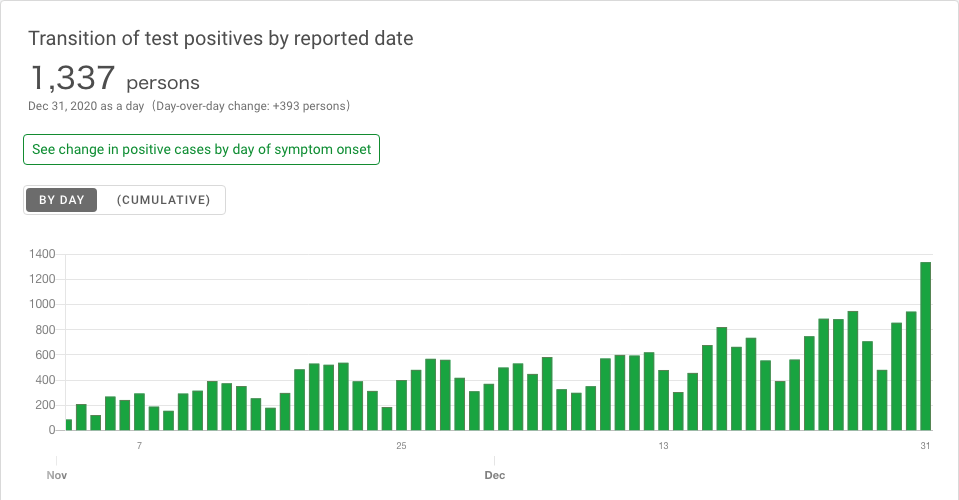 Transition of test positives by reported date
1,337 persons
Dec 31, 2020 as a day (Day-over-day change: +393 persons)
See change in positive cases by day of symptom onset
BY DAY (CUMULATIVE)
1400
1200
1000
800
600
400
200
0
7 25 13 31
Nov Dec